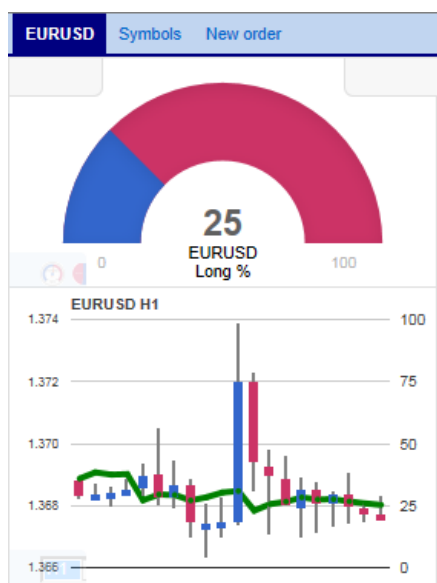 EURUSD Symbols New order
25
EURUSD
Long %
0 100
EURUSD H1
1.374 100
1.372 75
1.370 50
1.368 25
1.366 0